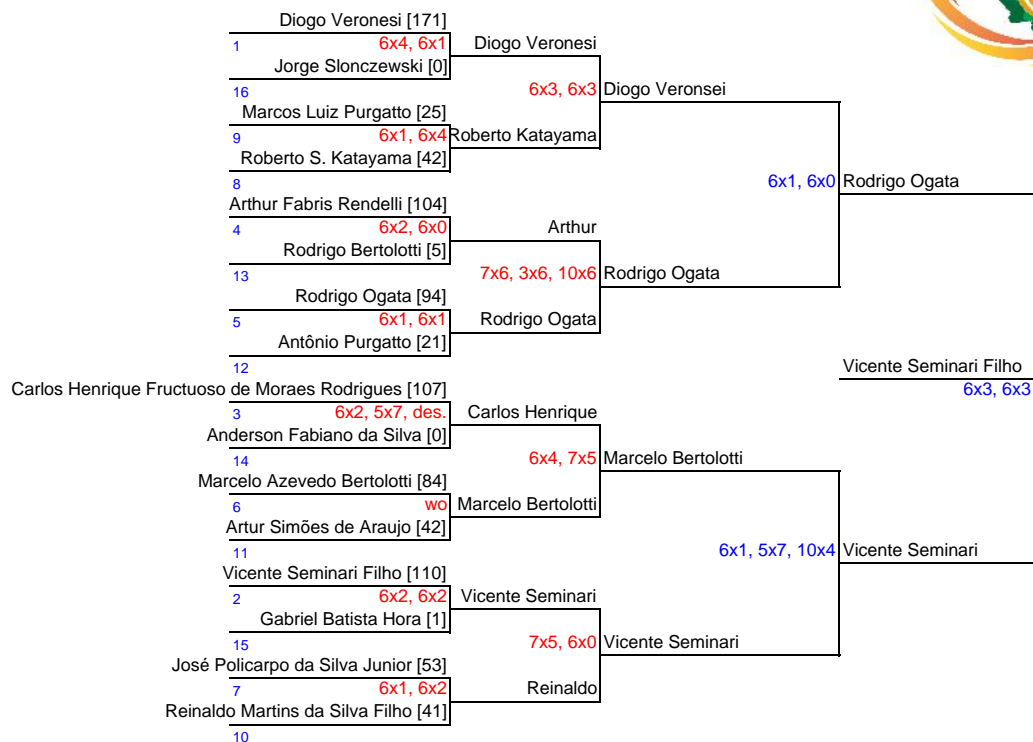 Diogo Veronesi [171]
1 6x4, 6x1 Diogo Veronesi
Jorge Slonczewski [0]
16 6x3, 6x3 Diogo Veronsei
Marcos Luiz Purgatto [25]
9 6x1, 6x4 Roberto Katayama
Roberto S. Katayama [42]
8 6x1, 6x0 Rodrigo Ogata
Arthur Fabris Rendelli [104]
4 6x2, 6x0 Arthur
Rodrigo Bertolotti [5]
13 7x6, 3x6, 10x6 Rodrigo Ogata
Rodrigo Ogata [94]
5 6x1, 6x1 Rodrigo Ogata
Antônio Purgatto [21]
12 Vicente Seminari Filho
Carlos Henrique Fructuoso de Moraes Rodrigues [107] 6x3, 6x3
3 6x2, 5x7, des. Carlos Henrique
Anderson Fabiano da Silva [0]
14 6x4, 7x5 Marcelo Bertolotti
Marcelo Azevedo Bertolotti [84]
6 wo Marcelo Bertolotti
Artur Simões de Araujo [42]
11 6x1, 5x7, 10x4 Vicente Seminari
Vicente Seminari Filho [110]
2 6x2, 6x2 Vicente Seminari
Gabriel Batista Hora [1]
15 7x5, 6x0 Vicente Seminari
José Policarpo da Silva Junior [53]
7 6x1, 6x2 Reinaldo
Reinaldo Martins da Silva Filho [41]
10